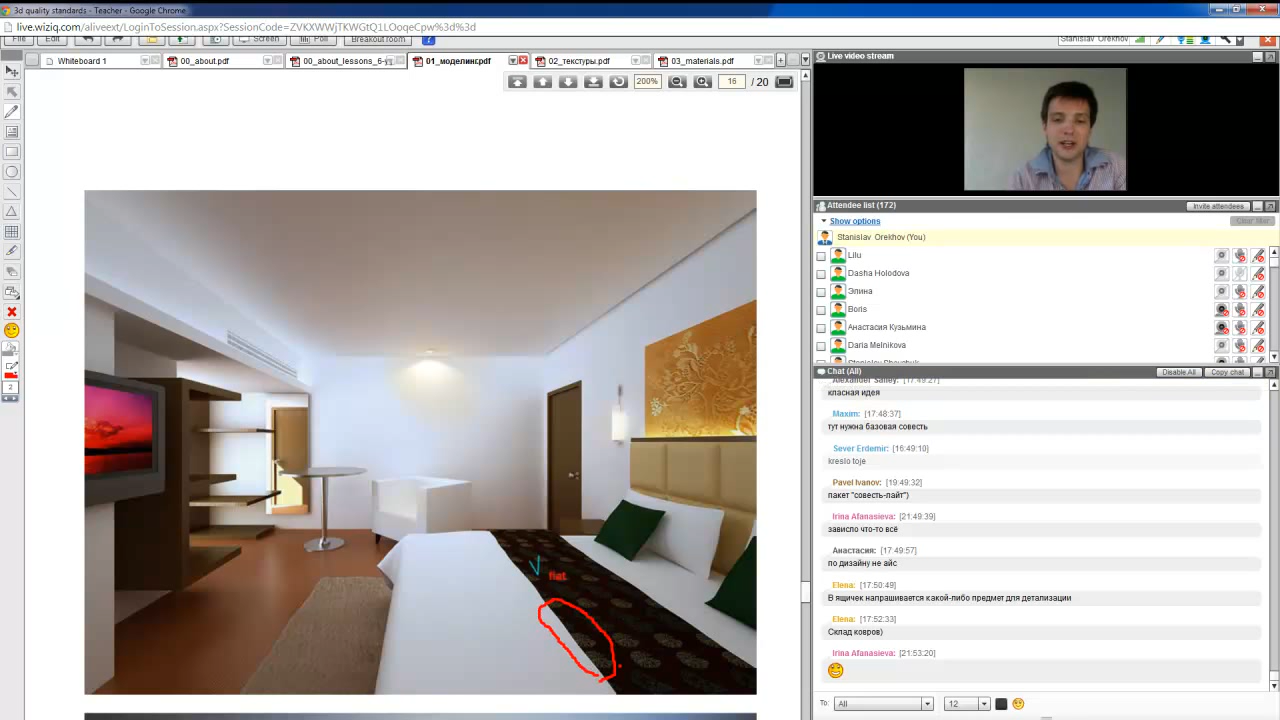 3d quality standards - Teacher - Google Chrome
live.wiziq.com/aliveext/LoginToSession.aspx?SessionCode=ZVKXWWjTKWGtQ1LOoqeCpw%3d%3d
File Edit Screen Poll Breakout room Stanislav Orekhov
Whiteboard 1 00_about.pdf 00_about_lessons_6-y 01_моделинг.pdf 02_текстуры.pdf 03_materials.pdf
200% 16 / 20
Live video stream
Attendee list (172)
Invite attendees
Show options
Stanislav Orekhov (You)
Lilu
Dasha Holodova
Элина
Boris
Анастасия Кузьмина
Daria Melnikova
Chat (All)
Disable All Copy chat
[17:49:27]
класная идея
Maxim: [17:48:37]
тут нужна базовая совесть
Sever Erdemir: [16:49:10]
kreslo toje
Pavel Ivanov: [19:49:32]
пакет "совесть-лайт")
Irina Afanasieva: [21:49:39]
зависло что-то всё
Анастасия: [17:49:57]
по дизайну не айс
Elena: [17:50:49]
В ящичек напрашивается какой-либо предмет для детализации
Elena: [17:52:33]
Склад ковров)
Irina Afanasieva: [21:53:20]
To: All 12
flat
2